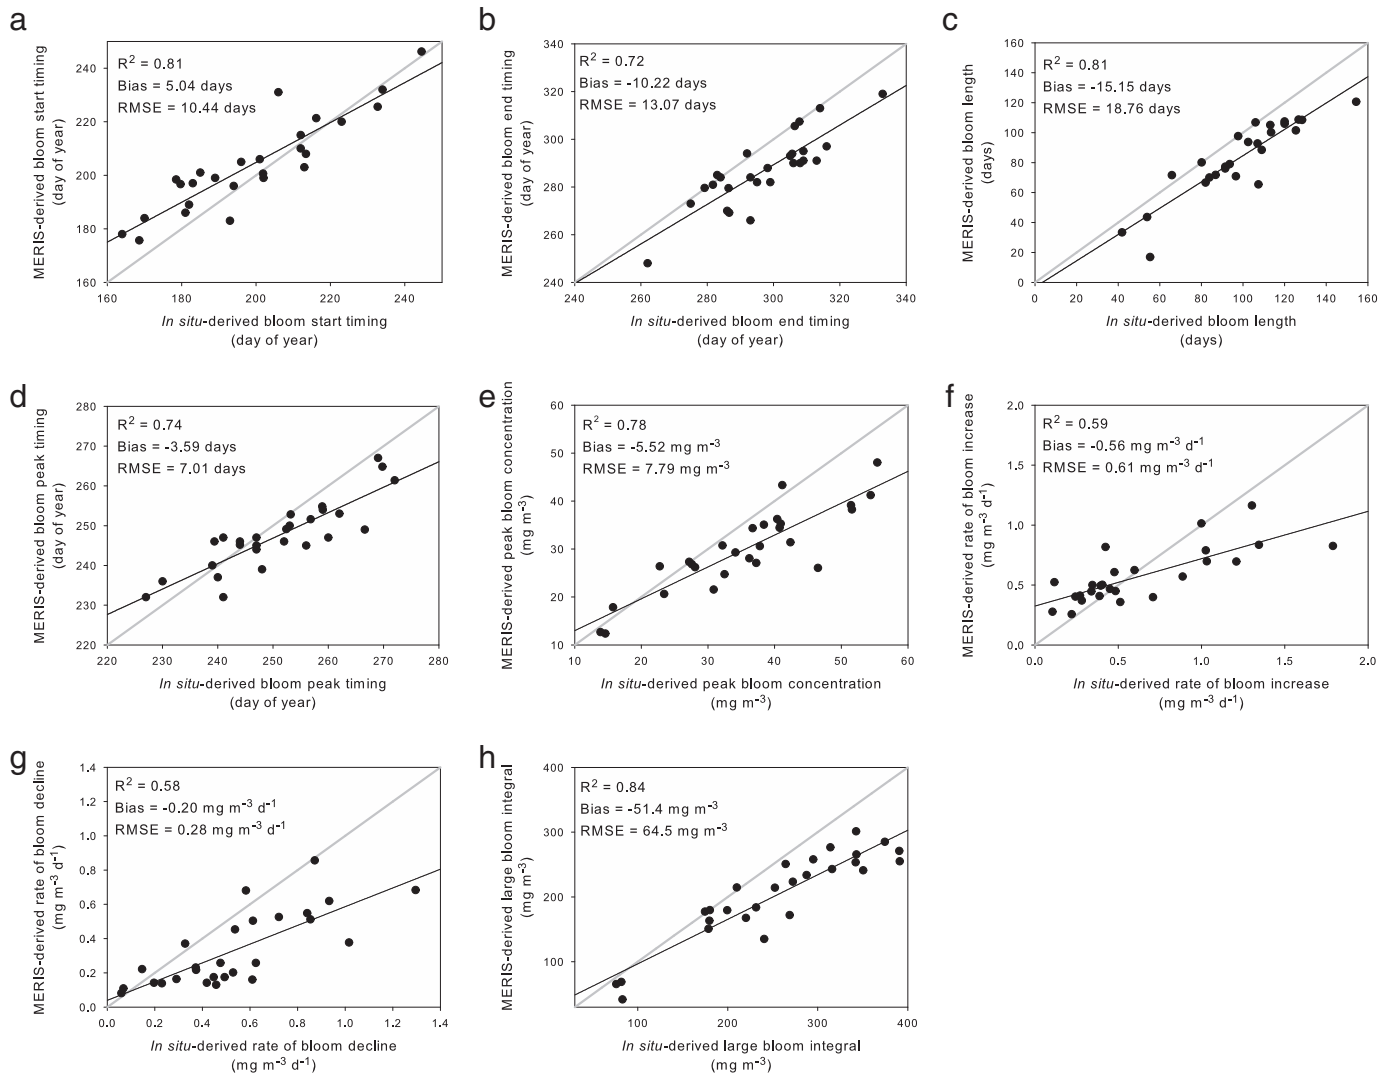 a
MERIS-derived bloom start timing
(day of year)
R² = 0.81
Bias = 5.04 days
RMSE = 10.44 days
240
220
200
180
160
160 180 200 220 240
In situ-derived bloom start timing
(day of year)
b
MERIS-derived bloom end timing
(day of year)
R² = 0.72
Bias = -10.22 days
RMSE = 13.07 days
340
320
300
280
260
240
240 260 280 300 320 340
In situ-derived bloom end timing
(day of year)
c
MERIS-derived bloom length
(days)
R² = 0.81
Bias = -15.15 days
RMSE = 18.76 days
160
140
120
100
80
60
40
20
0
0 20 40 60 80 100 120 140 160
In situ-derived bloom length
(days)
d
MERIS-derived bloom peak timing
(day of year)
R² = 0.74
Bias = -3.59 days
RMSE = 7.01 days
280
270
260
250
240
230
220
220 230 240 250 260 270 280
In situ-derived bloom peak timing
(day of year)
e
MERIS-derived peak bloom concentration
(mg m⁻³)
R² = 0.78
Bias = -5.52 mg m⁻³
RMSE = 7.79 mg m⁻³
60
50
40
30
20
10
10 20 30 40 50 60
In situ-derived peak bloom concentration
(mg m⁻³)
f
MERIS-derived rate of bloom increase
(mg m⁻³ d⁻¹)
R² = 0.59
Bias = -0.56 mg m⁻³ d⁻¹
RMSE = 0.61 mg m⁻³ d⁻¹
2.0
1.5
1.0
0.5
0.0
0.0 0.5 1.0 1.5 2.0
In situ-derived rate of bloom increase
(mg m⁻³ d⁻¹)
g
MERIS-derived rate of bloom decline
(mg m⁻³ d⁻¹)
R² = 0.58
Bias = -0.20 mg m⁻³ d⁻¹
RMSE = 0.28 mg m⁻³ d⁻¹
1.4
1.2
1.0
0.8
0.6
0.4
0.2
0.0
0.0 0.2 0.4 0.6 0.8 1.0 1.2 1.4
In situ-derived rate of bloom decline
(mg m⁻³ d⁻¹)
h
MERIS-derived large bloom integral
(mg m⁻³)
R² = 0.84
Bias = -51.4 mg m⁻³
RMSE = 64.5 mg m⁻³
400
300
200
100
100 200 300 400
In situ-derived large bloom integral
(mg m⁻³)